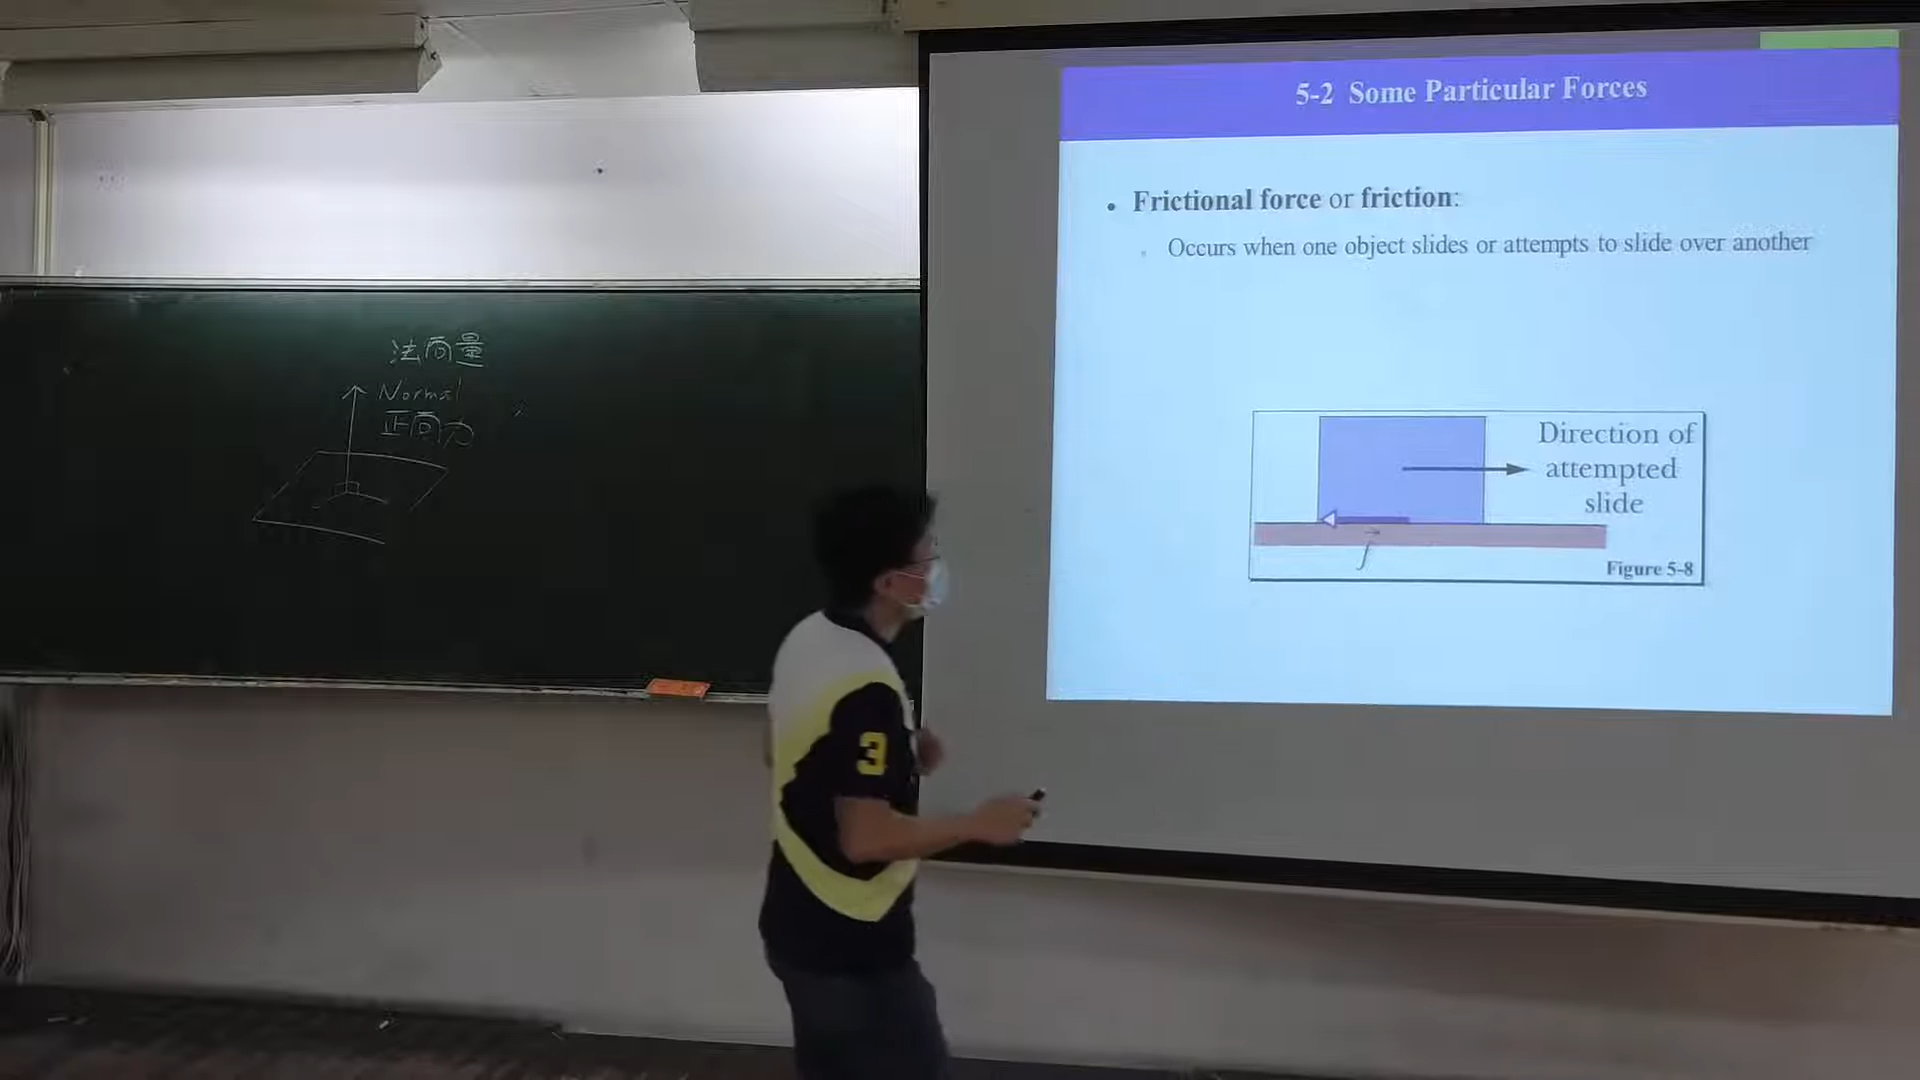 法向量
Normal
正向力
3
5-2 Some Particular Forces
• Frictional force or friction:
Occurs when one object slides or attempts to slide over another
Direction of
attempted
slide
f
Figure 5-8